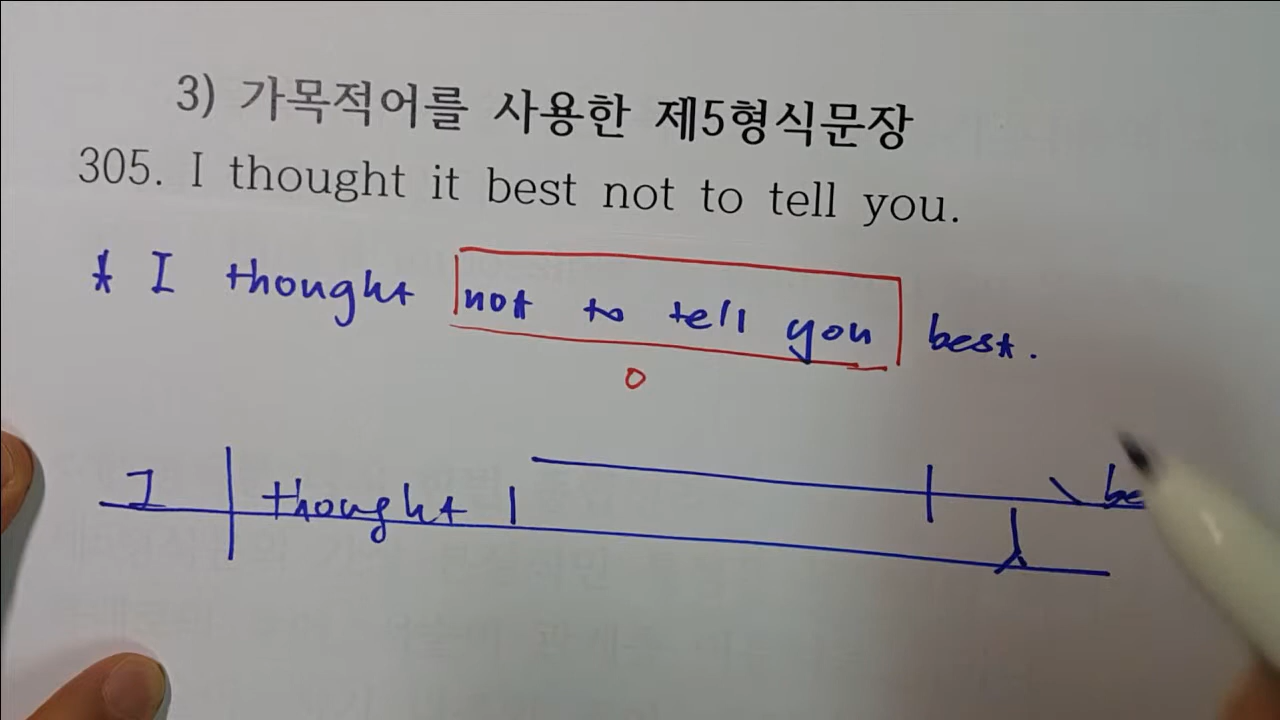 3) 가목적어를 사용한 제5형식문장
305. I thought it best not to tell you.
* I thought not to tell you best.
O
I thought be